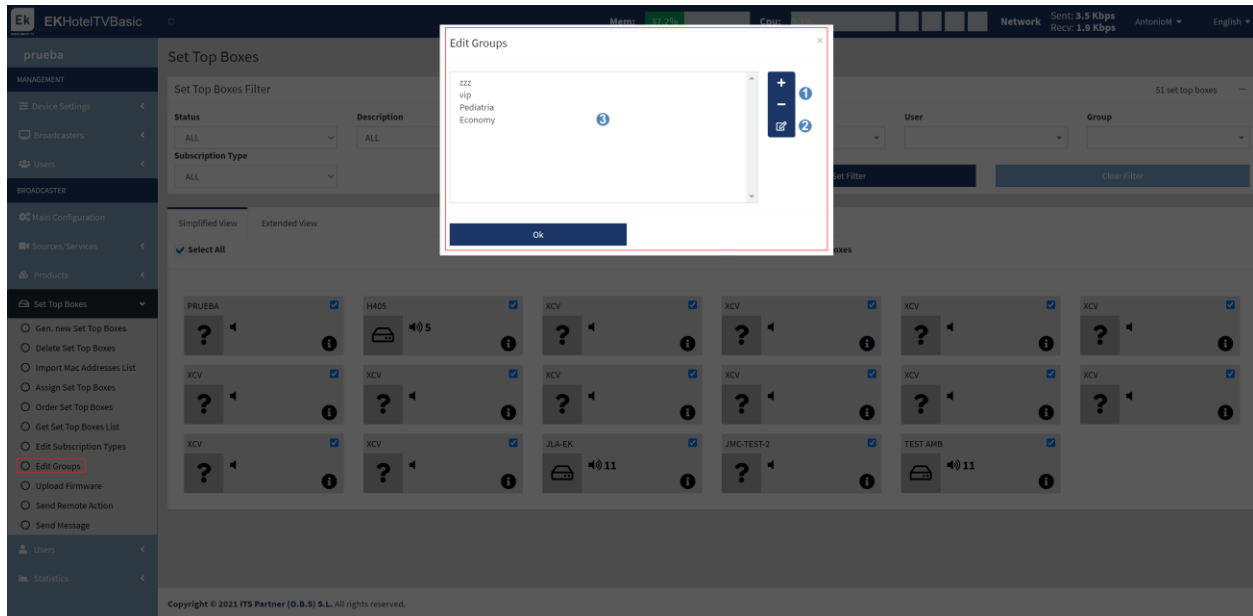 Ek EKHotelTVBasic
Mem: 37.2% Cpu: Network Sent: 3.5 Kbps Recv: 1.9 Kbps AntonioM English
prueba
MANAGEMENT
Device Settings
Broadcasters
Users
BROADCASTER
Main Configuration
Sources/Services
Products
Set Top Boxes
Gen. new Set Top Boxes
Delete Set Top Boxes
Import Mac Addresses List
Assign Set Top Boxes
Order Set Top Boxes
Get Set Top Boxes List
Edit Subscription Types
Edit Groups
Upload Firmware
Send Remote Action
Send Message
Users
Statistics
Set Top Boxes
Set Top Boxes Filter 51 set top boxes
Status Description User Group
ALL ALL
Subscription Type
ALL Set Filter Clear Filter
Edit Groups ×
zzz
vip
Pediatria
Economy
3
+ 1
−
2
Ok
Simplified View Extended View
Select All
PRUEBA H405 XCV XCV XCV XCV
? 5 ? ? ? ?
XCV XCV XCV XCV XCV XCV
? ? ? ? ? ?
XCV XCV JLA-EK JMC-TEST-2 TEST AMB
? ? 11 ? 11
Copyright © 2021 ITS Partner (O.B.S) S.L. All rights reserved.